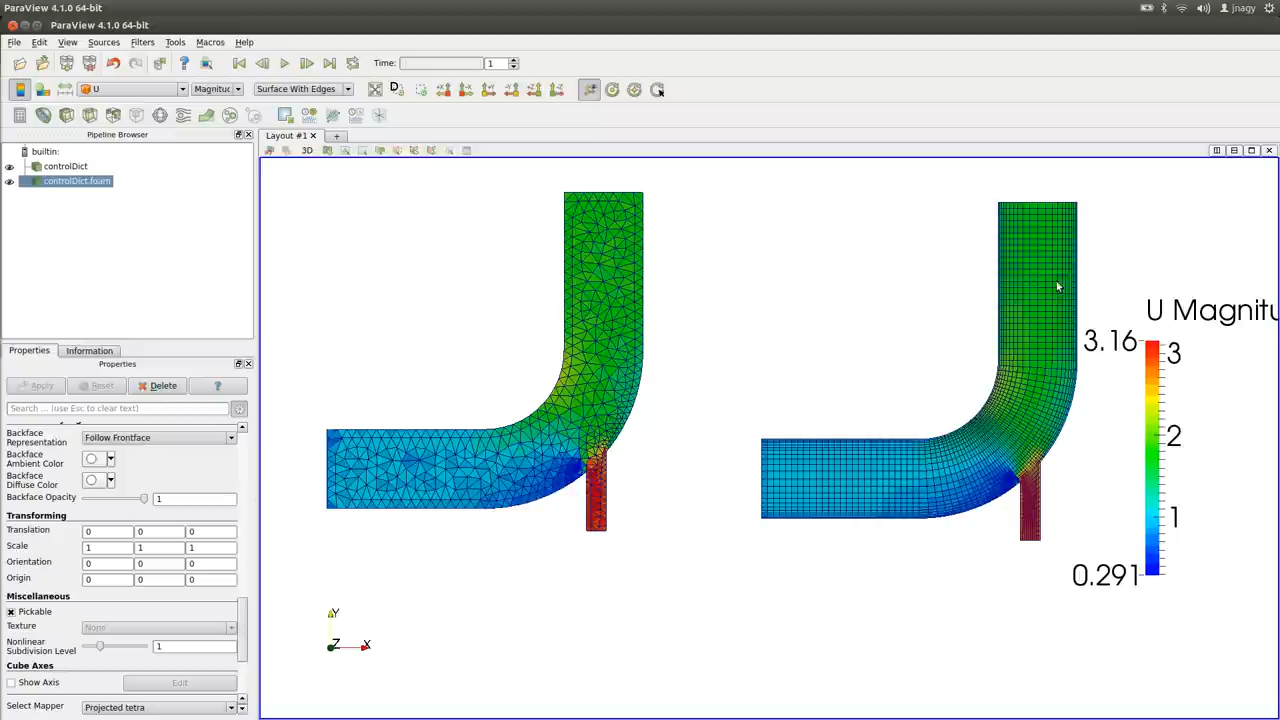 ParaView 4.1.0 64-bit
jnagy
ParaView 4.1.0 64-bit
File Edit View Sources Filters Tools Macros Help
Time: 1
U Magnitu Surface With Edges
Pipeline Browser
Layout #1
builtin:
3D
controlDict
controlDict.foam
Properties Information
Properties
Apply Reset Delete ?
Search ... (use Esc to clear text)
Backface
Representation Follow Frontface
Backface
Ambient Color
Backface
Diffuse Color
Backface Opacity 1
Transforming
Translation 0 0 0
Scale 1 1 1
Orientation 0 0 0
Origin 0 0 0
Miscellaneous
Pickable
Texture None
Nonlinear
Subdivision Level 1
Cube Axes
Show Axis Edit
Select Mapper Projected tetra
U Magnitu
3.16 3
2
1
0.291
Y
Z X